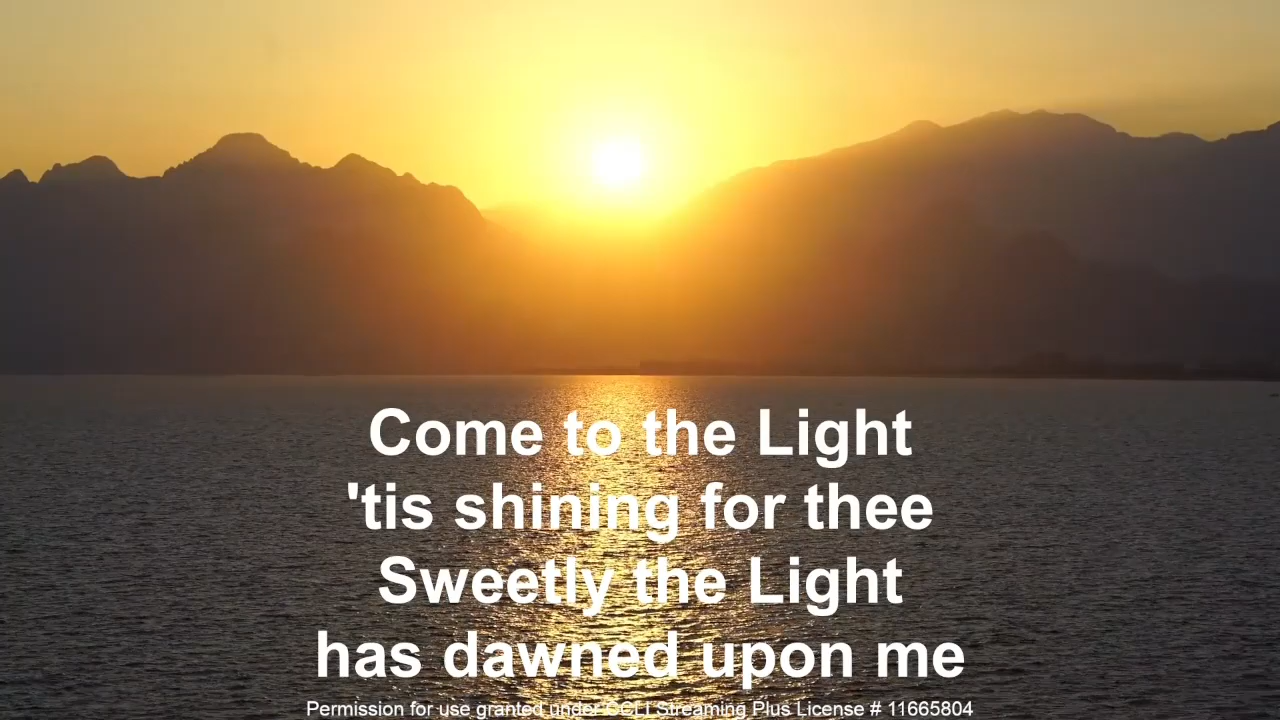 Come to the Light
'tis shining for thee
Sweetly the Light
has dawned upon me
Permission for use granted under CCLI Streaming Plus License # 11665804